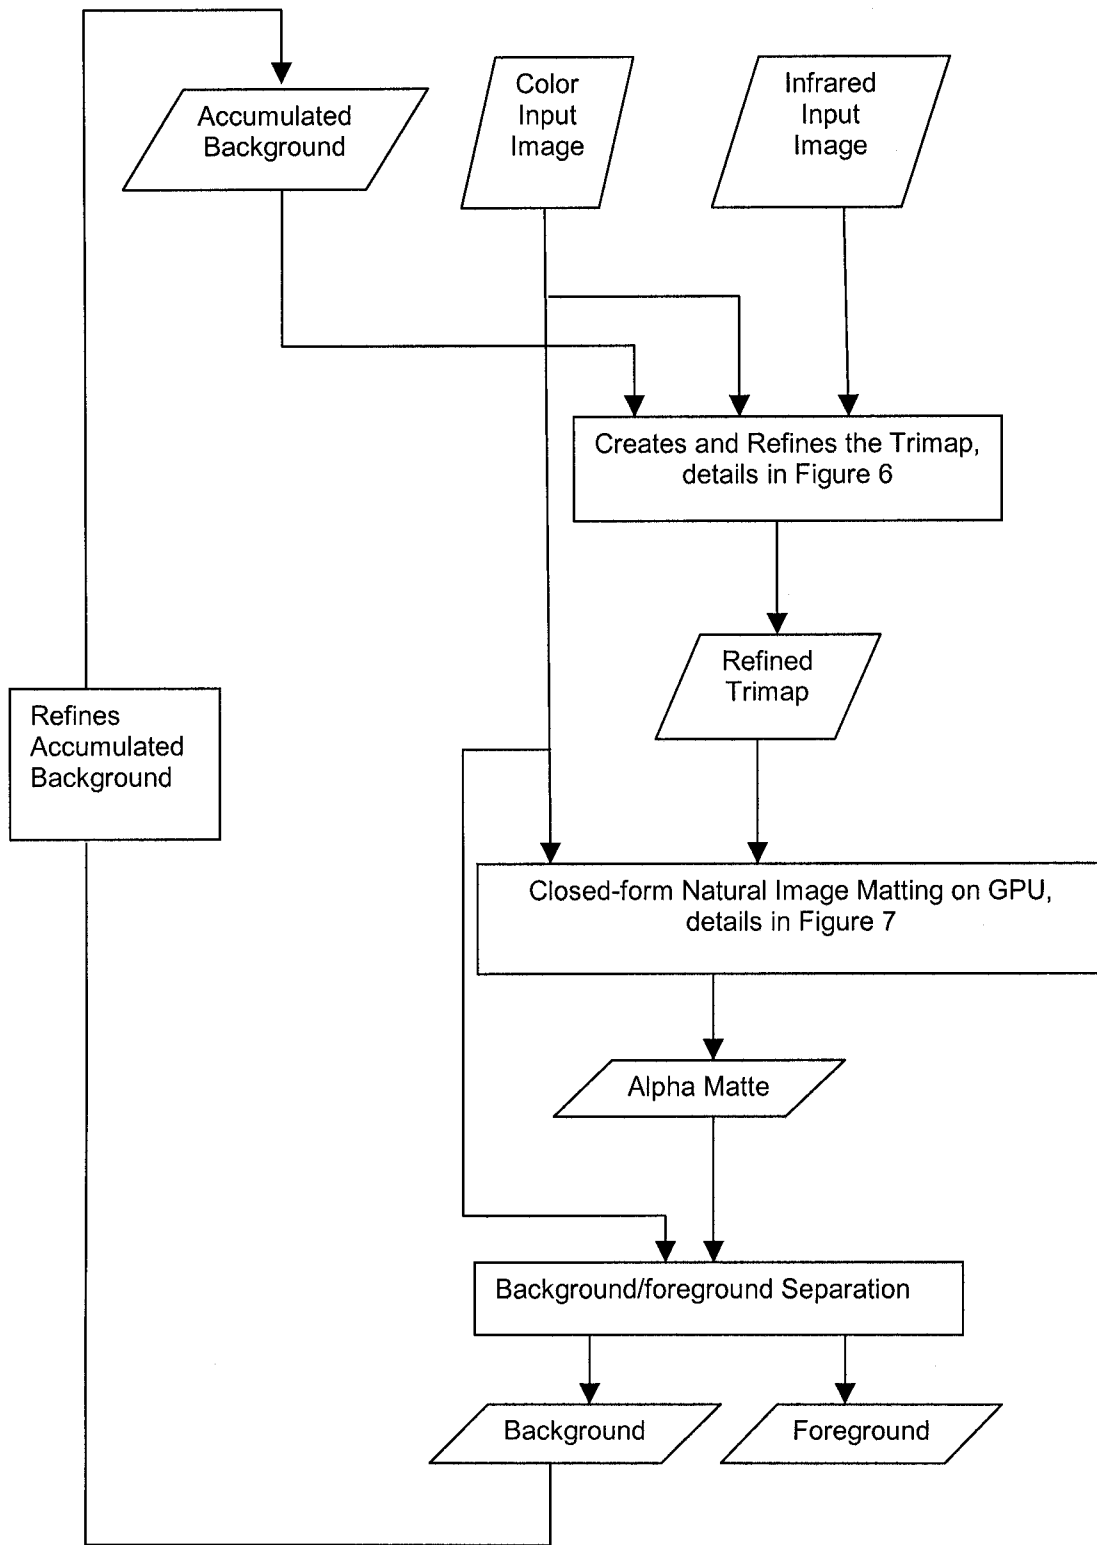 Accumulated
Background
Color
Input
Image
Infrared
Input
Image
Creates and Refines the Trimap,
details in Figure 6
Refined
Trimap
Refines
Accumulated
Background
Closed-form Natural Image Matting on GPU,
details in Figure 7
Alpha Matte
Background/foreground Separation
Background
Foreground